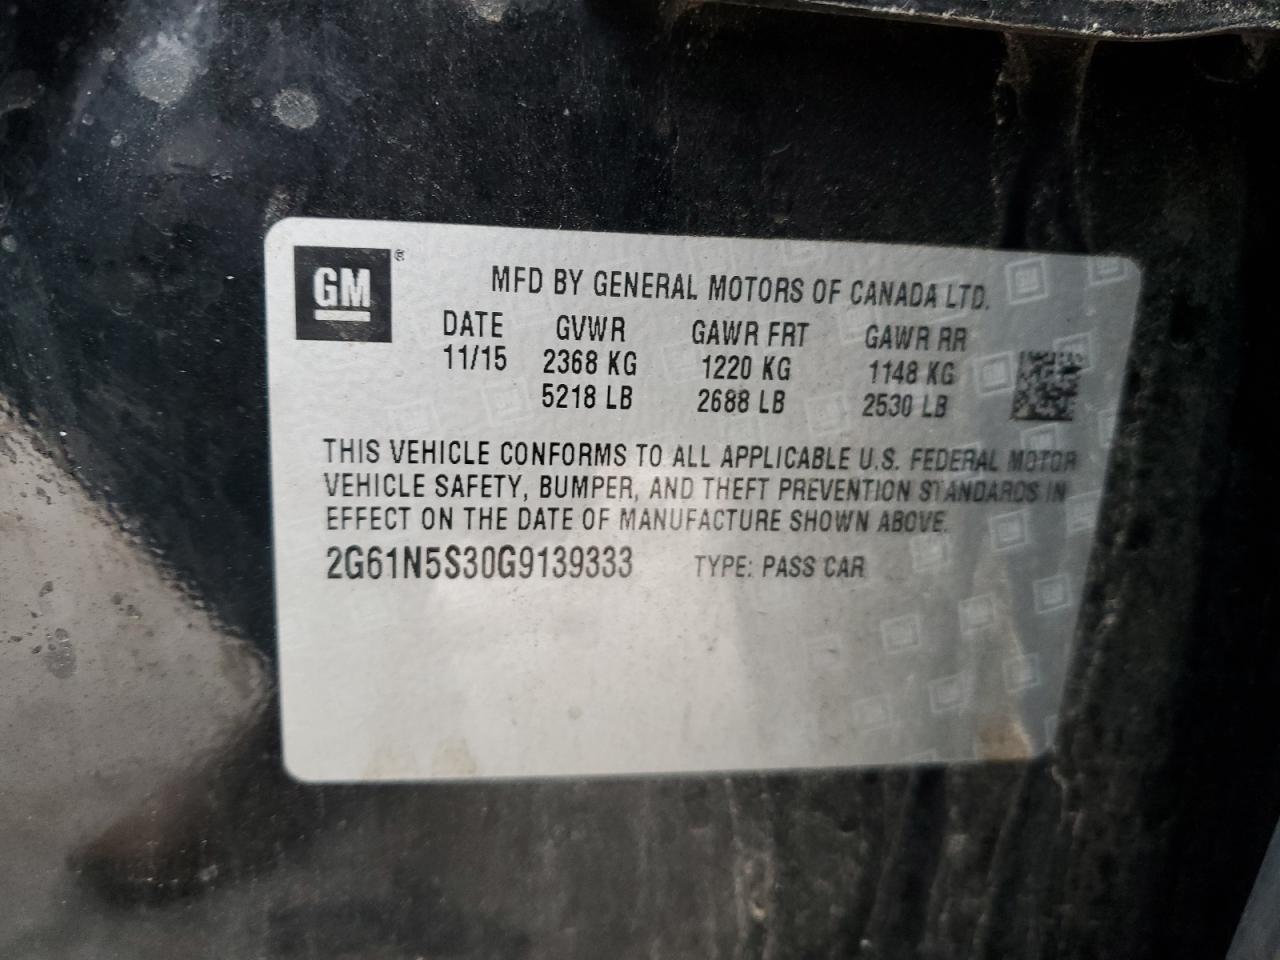 GM ®
MFD BY GENERAL MOTORS OF CANADA LTD.
DATE GVWR GAWR FRT GAWR RR
11/15 2368 KG 1220 KG 1148 KG
5218 LB 2688 LB 2530 LB
THIS VEHICLE CONFORMS TO ALL APPLICABLE U.S. FEDERAL MOTOR
VEHICLE SAFETY, BUMPER, AND THEFT PREVENTION STANDARDS IN
EFFECT ON THE DATE OF MANUFACTURE SHOWN ABOVE.
2G61N5S30G9139333 TYPE: PASS CAR